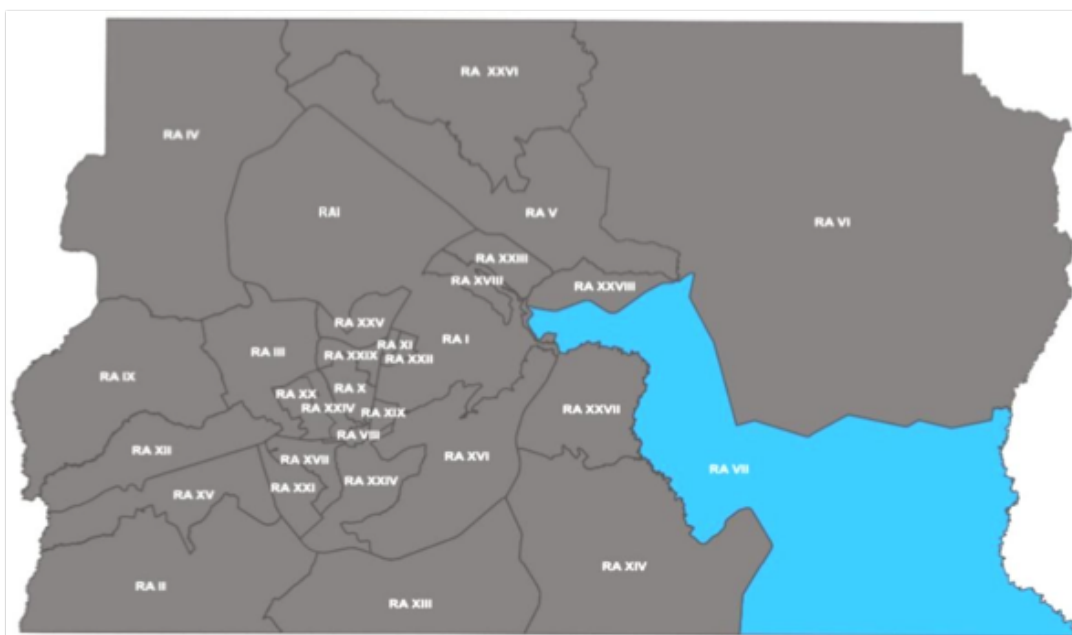 RA XXVI
RA IV
RAI
RA V
RA VI
RA XXIII
RA XVIII
RA XXVIII
RA XXV
RA I
RA XI
RA III
RA XXIX
RA XXII
RA IX
RA X
RA XX
RA XXIV
RA XIX
RA XXVII
RA VIII
RA XII
RA XVII
RA XVI
RA VII
RA XXIV
RA XXI
RA XV
RA XIV
RA II
RA XIII